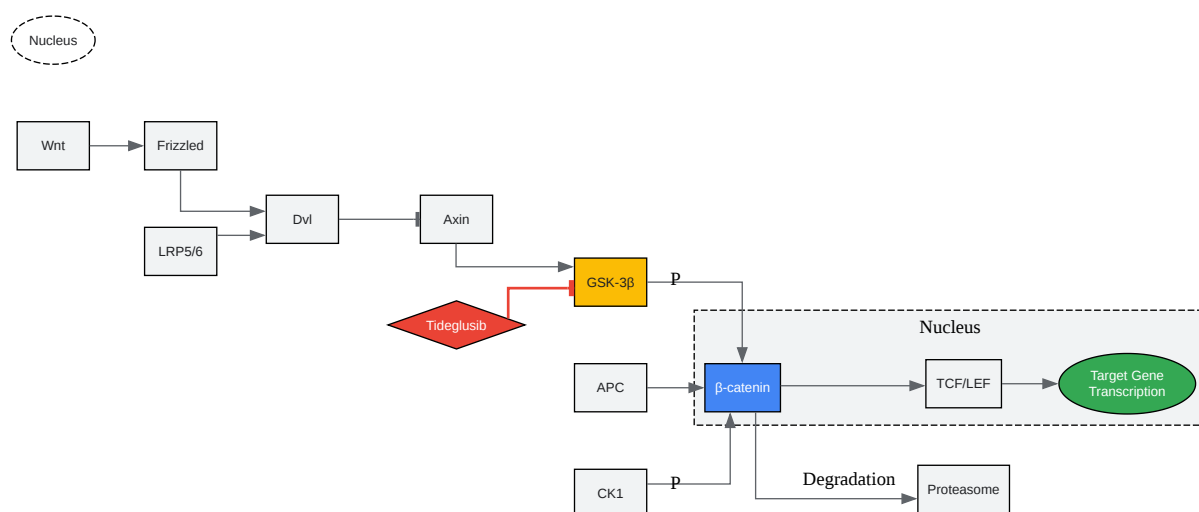 Nucleus
Wnt
Frizzled
Dvl
Axin
LRP5/6
GSK-3β
P
Tideglusib
Nucleus
APC
β-catenin
TCF/LEF
Target Gene
Transcription
CK1
P
Degradation
Proteasome